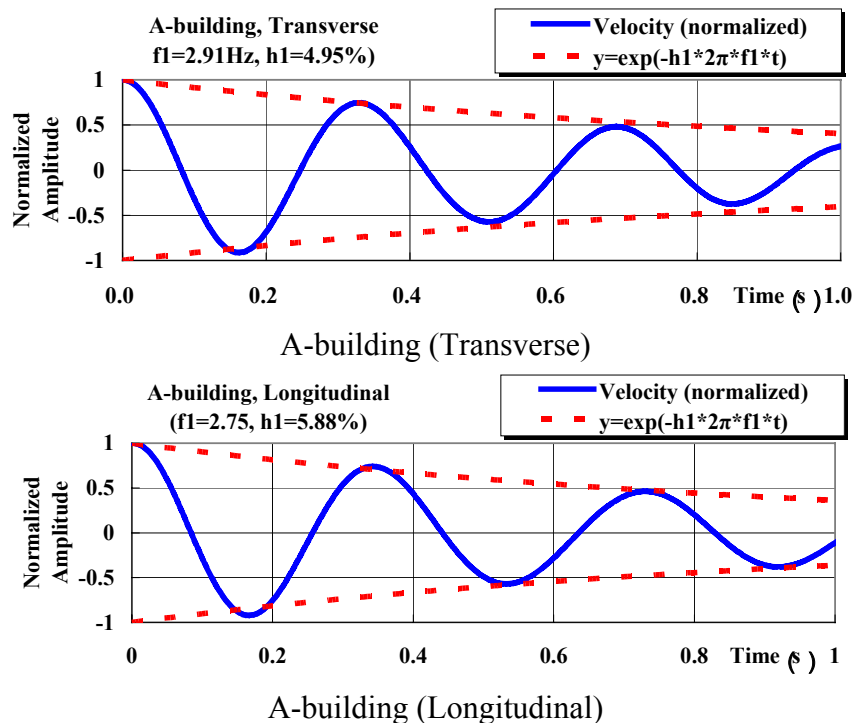 A-building, Transverse
f1=2.91Hz, h1=4.95%)
Velocity (normalized)
y=exp(-h1*2π*f1*t)
Normalized
Amplitude
1
0.5
0
-0.5
-1
0.0 0.2 0.4 0.6 0.8 Time (s) 1.0
A-building (Transverse)
A-building, Longitudinal
(f1=2.75, h1=5.88%)
Velocity (normalized)
y=exp(-h1*2π*f1*t)
Normalized
Amplitude
1
0.5
0
-0.5
-1
0 0.2 0.4 0.6 0.8 Time (s) 1
A-building (Longitudinal)